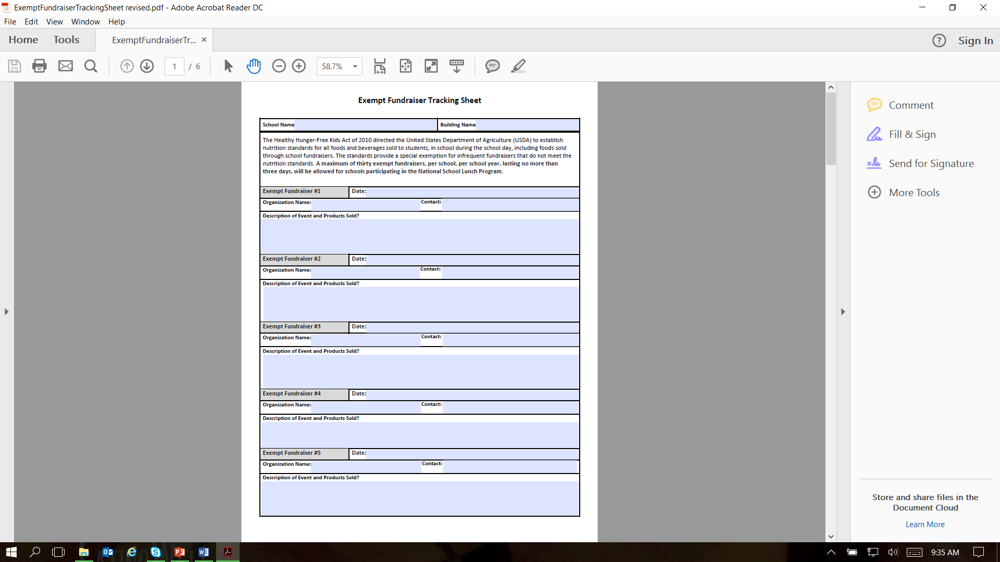 ExemptFundraiserTrackingSheet revised.pdf - Adobe Acrobat Reader DC
File Edit View Window Help
Home Tools ExemptFundraiserTr... × ? Sign In
1 / 6 58.7%
Exempt Fundraiser Tracking Sheet
School Name Building Name
The Healthy Hunger-Free Kids Act of 2010 directed the United States Department of Agriculture (USDA) to establish
nutrition standards for all foods and beverages sold to students, in school during the school day, including foods sold
through school fundraisers. The standards provide a special exemption for infrequent fundraisers that do not meet the
nutrition standards. A maximum of thirty exempt fundraisers, per school, per school year, lasting no more than
three days, will be allowed for schools participating in the National School Lunch Program.
Exempt Fundraiser #1 Date:
Organization Name: Contact:
Description of Event and Products Sold?
Exempt Fundraiser #2 Date:
Organization Name: Contact:
Description of Event and Products Sold?
Exempt Fundraiser #3 Date:
Organization Name: Contact:
Description of Event and Products Sold?
Exempt Fundraiser #4 Date:
Organization Name: Contact:
Description of Event and Products Sold?
Exempt Fundraiser #5 Date:
Organization Name: Contact:
Description of Event and Products Sold?
Comment
Fill & Sign
Send for Signature
More Tools
Store and share files in the
Document Cloud
Learn More
9:35 AM